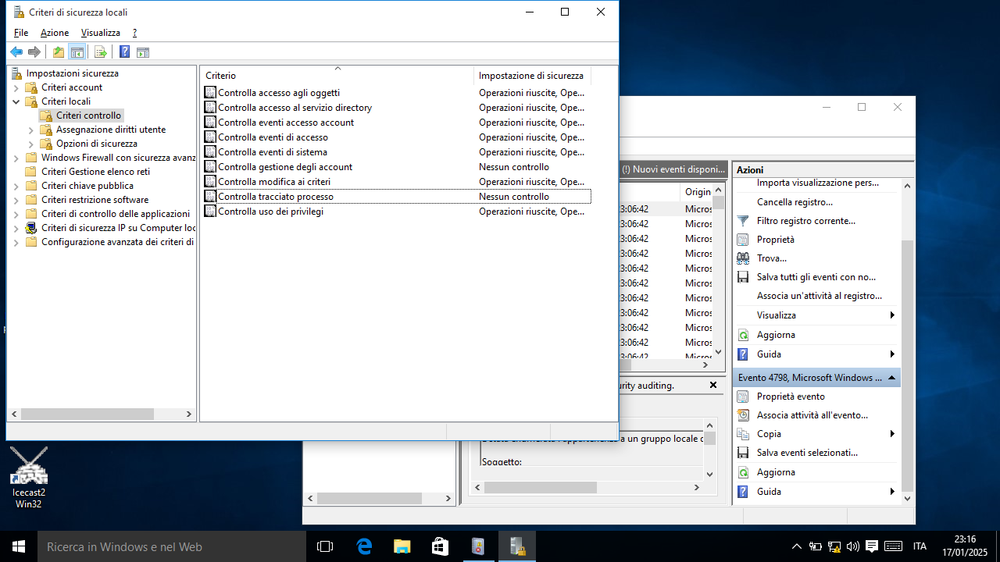 Criteri di sicurezza locali
File Azione Visualizza ?
Impostazioni sicurezza
Criteri account
Criteri locali
Criteri controllo
Assegnazione diritti utente
Opzioni di sicurezza
Windows Firewall con sicurezza avanz
Criteri Gestione elenco reti
Criteri chiave pubblica
Criteri restrizione software
Criteri di controllo delle applicazioni
Criteri di sicurezza IP su Computer loc
Configurazione avanzata dei criteri di
Criterio Impostazione di sicurezza
Controlla accesso agli oggetti Operazioni riuscite, Ope...
Controlla accesso al servizio directory Operazioni riuscite, Ope...
Controlla eventi accesso account Operazioni riuscite, Ope...
Controlla eventi di accesso Operazioni riuscite, Ope...
Controlla eventi di sistema Operazioni riuscite, Ope...
Controlla gestione degli account Nessun controllo
Controlla modifica ai criteri Operazioni riuscite, Ope...
Controlla tracciato processo Nessun controllo
Controlla uso dei privilegi Operazioni riuscite, Ope...
(!) Nuovi eventi disponi...
Origin
3:06:42 Micros
3:06:42 Micros
3:06:42 Micros
3:06:42 Micros
3:06:42 Micros
3:06:42 Micros
3:06:42 Micros
3:06:42 Micros
3:06:42 Micros
3:06:42 Micros
3:06:42 Micros
urity auditing.
a un gruppo locale
Soggetto:
Azioni
Importa visualizzazione pers...
Cancella registro...
Filtro registro corrente...
Proprietà
Trova...
Salva tutti gli eventi con no...
Associa un'attività al registro...
Visualizza
Aggiorna
Guida
Evento 4798, Microsoft Windows ...
Proprietà evento
Associa attività all'evento...
Copia
Salva eventi selezionati...
Aggiorna
Guida
Icecast2
Win32
Ricerca in Windows e nel Web
ITA
23:16
17/01/2025